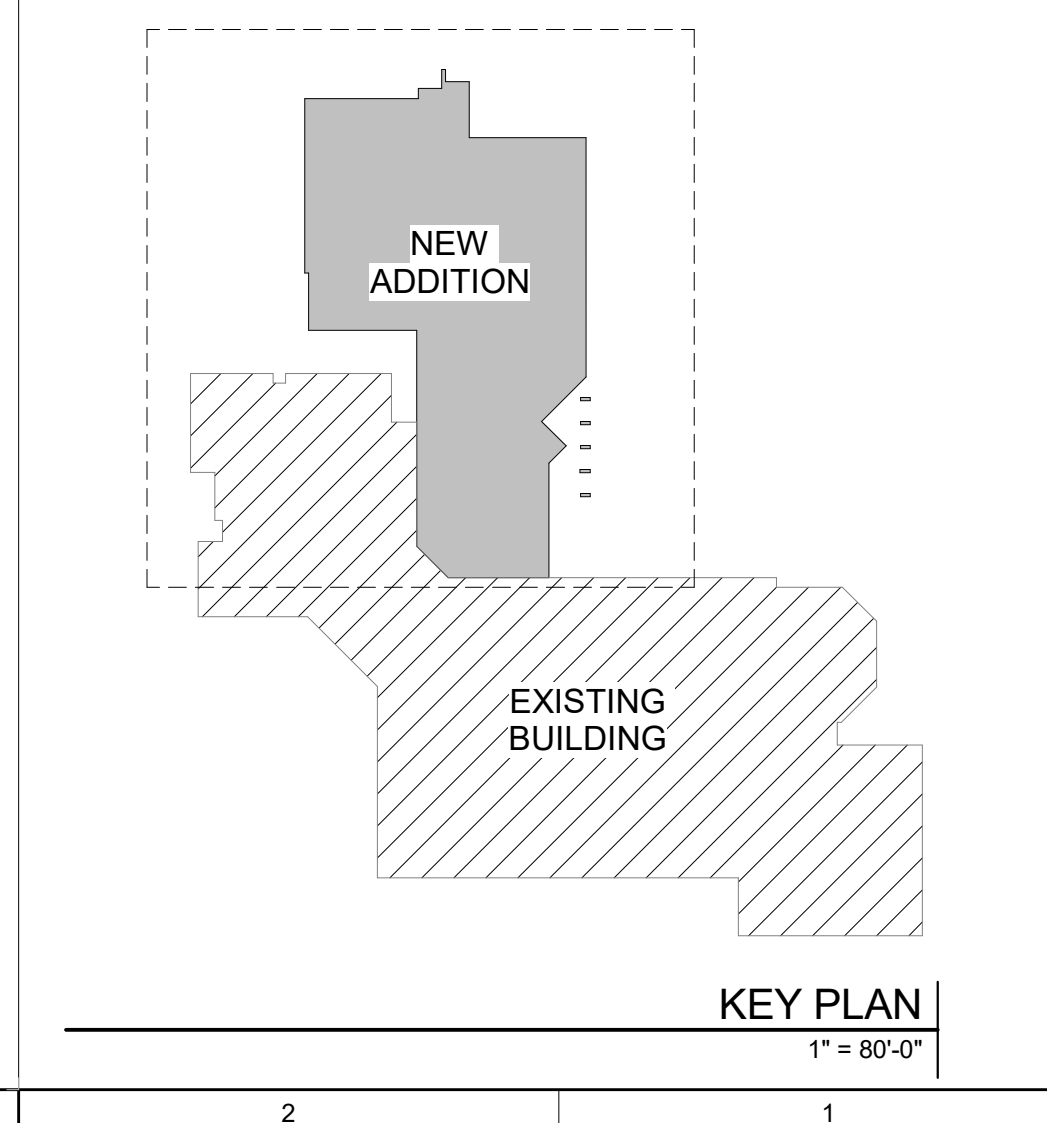 NEW
ADDITION
EXISTING
BUILDING
KEY PLAN
1" = 80'-0"
2
1